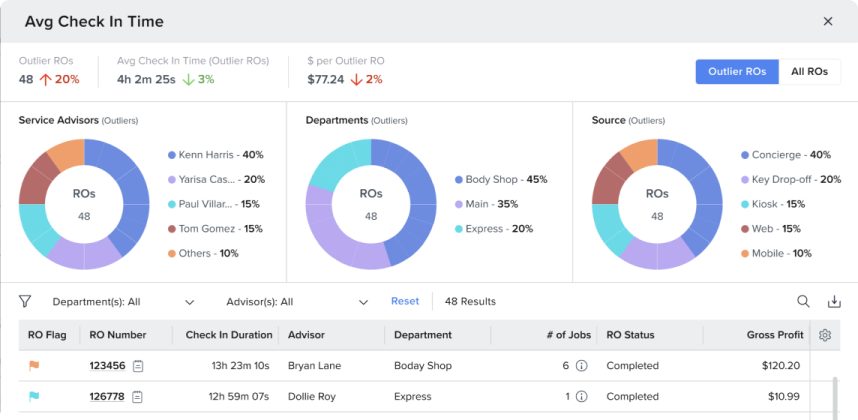 Avg Check In Time
Outlier ROs
48 20%
Avg Check In Time (Outlier ROs)
4h 2m 25s 3%
$ per Outlier RO
$77.24 2%
Outlier ROs
All ROs
Service Advisors (Outliers)
ROs
48
Kenn Harris - 40%
Yarisa Cas... - 20%
Paul Villar... - 15%
Tom Gomez - 15%
Others - 10%
Departments (Outliers)
ROs
48
Body Shop - 45%
Main - 35%
Express - 20%
Source (Outliers)
ROs
48
Concierge - 40%
Key Drop-off - 20%
Kiosk - 15%
Web - 15%
Mobile - 10%
Department(s): All Advisor(s): All Reset 48 Results
RO Flag RO Number Check In Duration Advisor Department # of Jobs RO Status Gross Profit
123456 13h 23m 10s Bryan Lane Boday Shop 6 Completed $120.20
126778 12h 59m 07s Dollie Roy Express 1 Completed $10.99